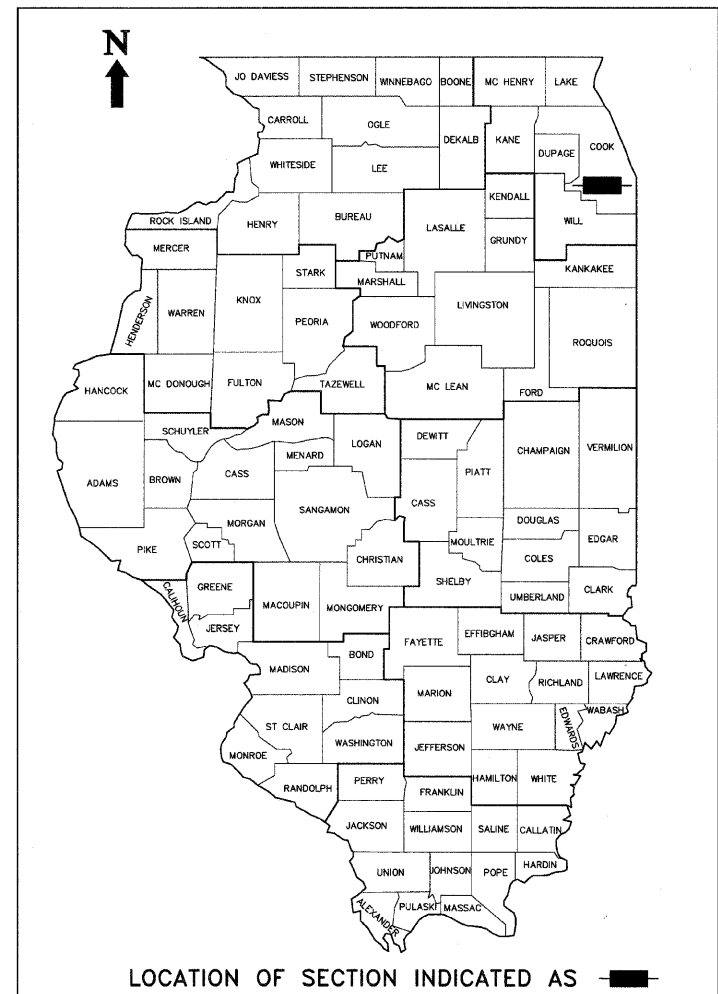 N
JO DAVIESS STEPHENSON WINNEBAGO BOONE MC HENRY LAKE
CARROLL OGLE DEKALB KANE COOK
DUPAGE
WHITESIDE LEE
KENDALL
ROCK ISLAND HENRY BUREAU LASALLE WILL
MERCER PUTNAM GRUNDY
STARK KANKAKEE
MARSHALL
HENDERSON WARREN KNOX PEORIA WOODFORD LIVINGSTON
ROQUOIS
HANCOCK MC DONOUGH FULTON TAZEWELL MC LEAN FORD
SCHUYLER MASON
LOGAN DEWITT CHAMPAIGN VERMILION
ADAMS BROWN CASS MENARD PIATT
CASS
SANGAMON
MORGAN DOUGLAS
PIKE SCOTT CHRISTIAN MOULTRIE COLES EDGAR
SHELBY
CALIHOUN GREENE MACOUPIN MONTGOMERY UMBERLAND CLARK
JERSEY FAYETTE EFFIBGHAM JASPER CRAWFORD
MADISON BOND
CLAY RICHLAND LAWRENCE
CLINON MARION
WABASH
ST CLAIR WAYNE EDWARDS
WASHINGTON JEFFERSON
MONROE
RANDOLPH PERRY HAMILTON WHITE
FRANKLIN
JACKSON WILLIAMSON SALINE CALLATIN
UNION JOHNSON POPE HARDIN
ALEXANDER PULASKI MASSAC
LOCATION OF SECTION INDICATED AS